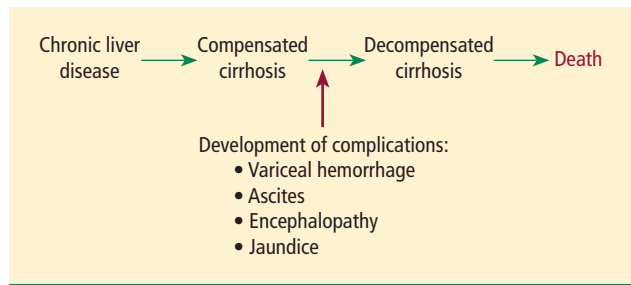 Chronic liver disease
Compensated cirrhosis
Decompensated cirrhosis
Death
Development of complications:
• Variceal hemorrhage
• Ascites
• Encephalopathy
• Jaundice